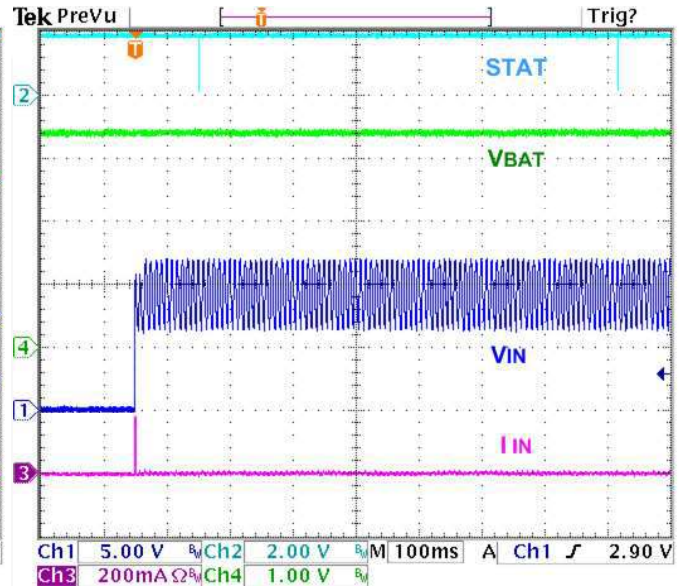 Tek PreVu
T
Trig?
T
STAT
2
VBAT
4
VIN
1
I IN
3
Ch1 5.00 V BW Ch2 2.00 V BW M 100ms A Ch1 ʃ 2.90 V
Ch3 200mA Ω BW Ch4 1.00 V BW